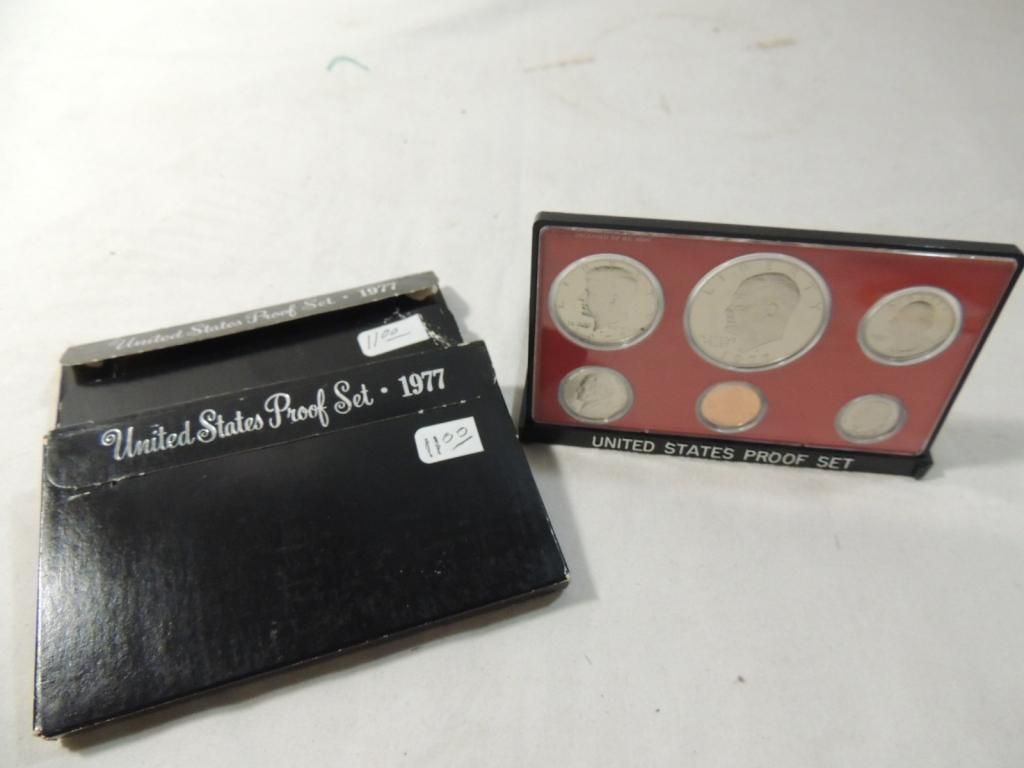 United States Proof Set • 1977
11.00
United States Proof Set • 1977
11.00
LIBERTY
UNITED STATES PROOF SET